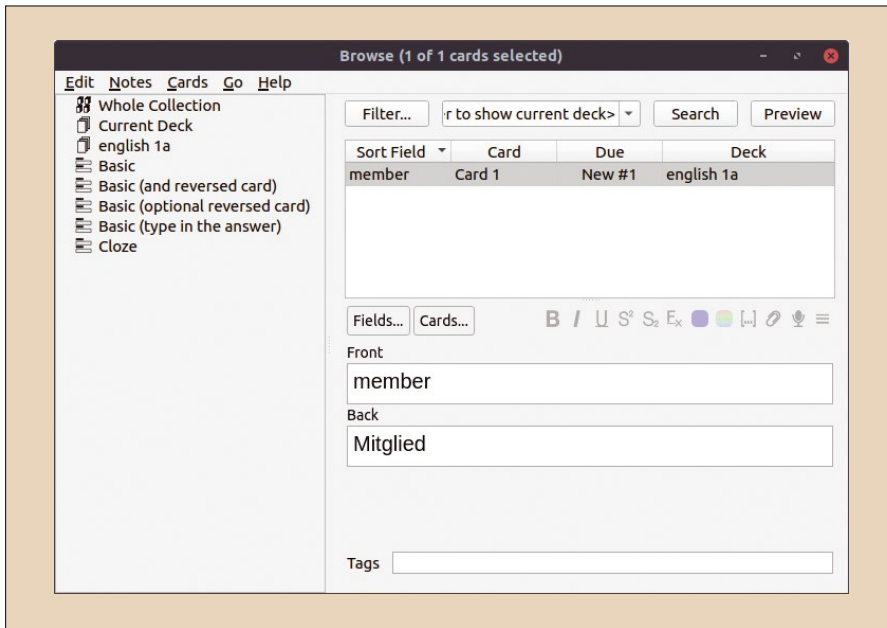 Browse (1 of 1 cards selected)
Edit Notes Cards Go Help
Whole Collection
Current Deck
english 1a
Basic
Basic (and reversed card)
Basic (optional reversed card)
Basic (type in the answer)
Cloze
Filter... r to show current deck> Search Preview
Sort Field Card Due Deck
member Card 1 New #1 english 1a
Fields... Cards... B I U S² S₂ Eₓ [...]
Front
member
Back
Mitglied
Tags